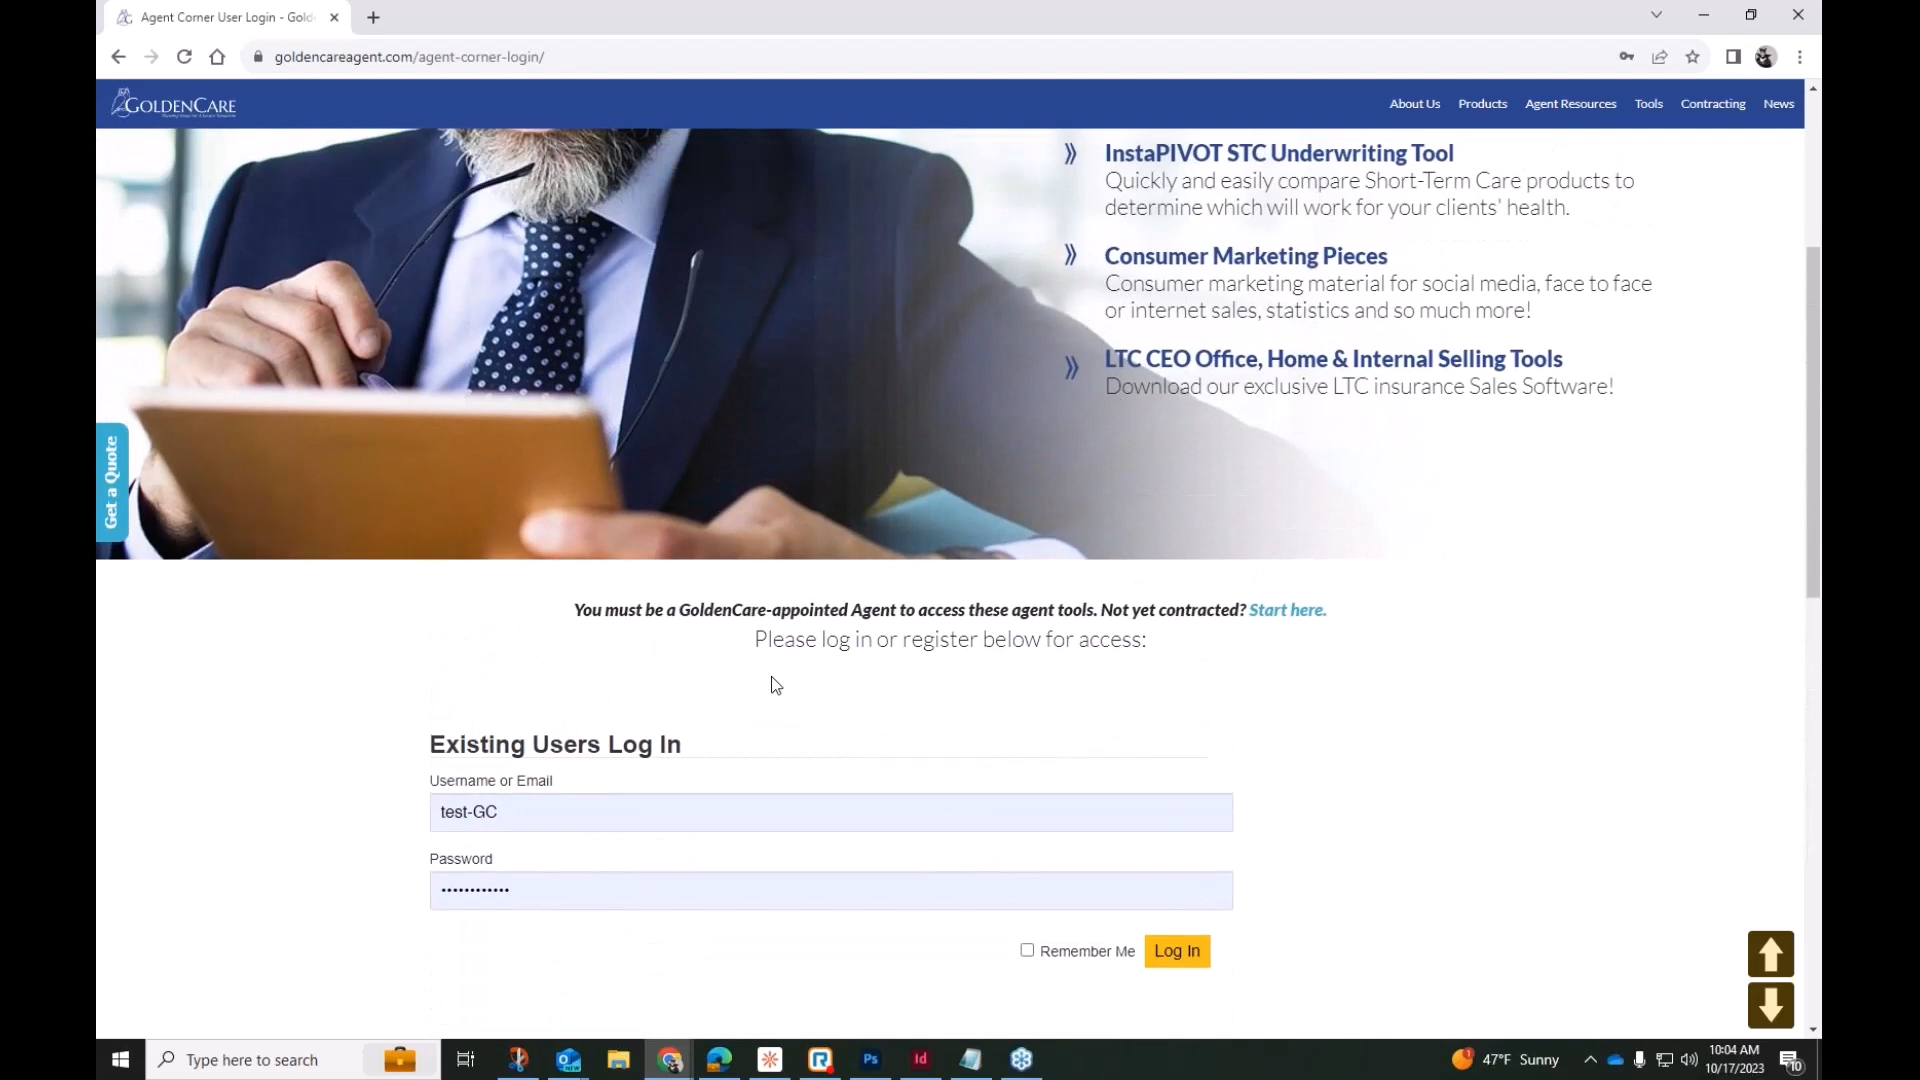 Agent Corner User Login - Gold
goldencareagent.com/agent-corner-login/
GOLDENCARE
About Us
Products
Agent Resources
Tools
Contracting
News
InstaPIVOT STC Underwriting Tool
Quickly and easily compare Short-Term Care products to
determine which will work for your clients' health.
Consumer Marketing Pieces
Consumer marketing material for social media, face to face
or internet sales, statistics and so much more!
LTC CEO Office, Home & Internal Selling Tools
Download our exclusive LTC insurance Sales Software!
Get a Quote
You must be a GoldenCare-appointed Agent to access these agent tools. Not yet contracted? Start here.
Please log in or register below for access:
Existing Users Log In
Username or Email
test-GC
Password
••••••••••••
Remember Me
Log In
Type here to search
NEW
Ps
Id
47°F Sunny
10:04 AM
10/17/2023
10